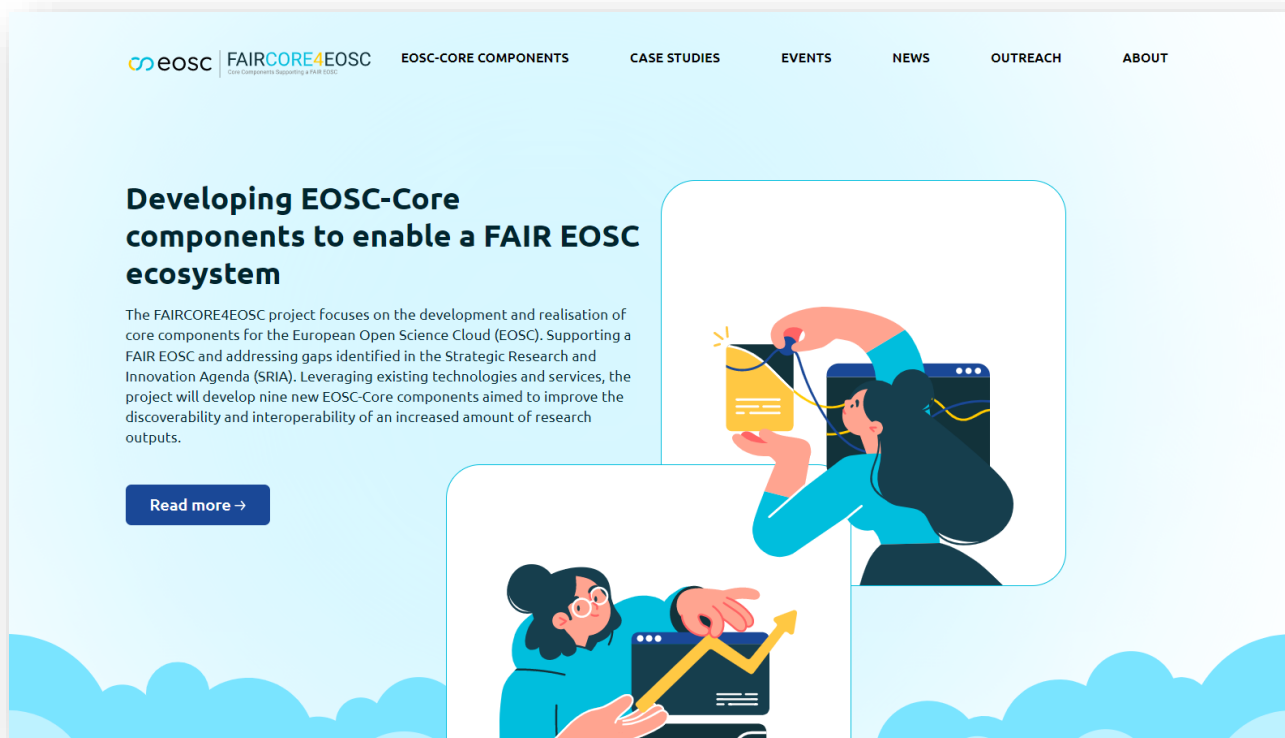 eosc FAIRCORE4EOSC
Core Components Supporting a FAIR EOSC
EOSC-CORE COMPONENTS CASE STUDIES EVENTS NEWS OUTREACH ABOUT
Developing EOSC-Core
components to enable a FAIR EOSC
ecosystem
The FAIRCORE4EOSC project focuses on the development and realisation of
core components for the European Open Science Cloud (EOSC). Supporting a
FAIR EOSC and addressing gaps identified in the Strategic Research and
Innovation Agenda (SRIA). Leveraging existing technologies and services, the
project will develop nine new EOSC-Core components aimed to improve the
discoverability and interoperability of an increased amount of research
outputs.
Read more →